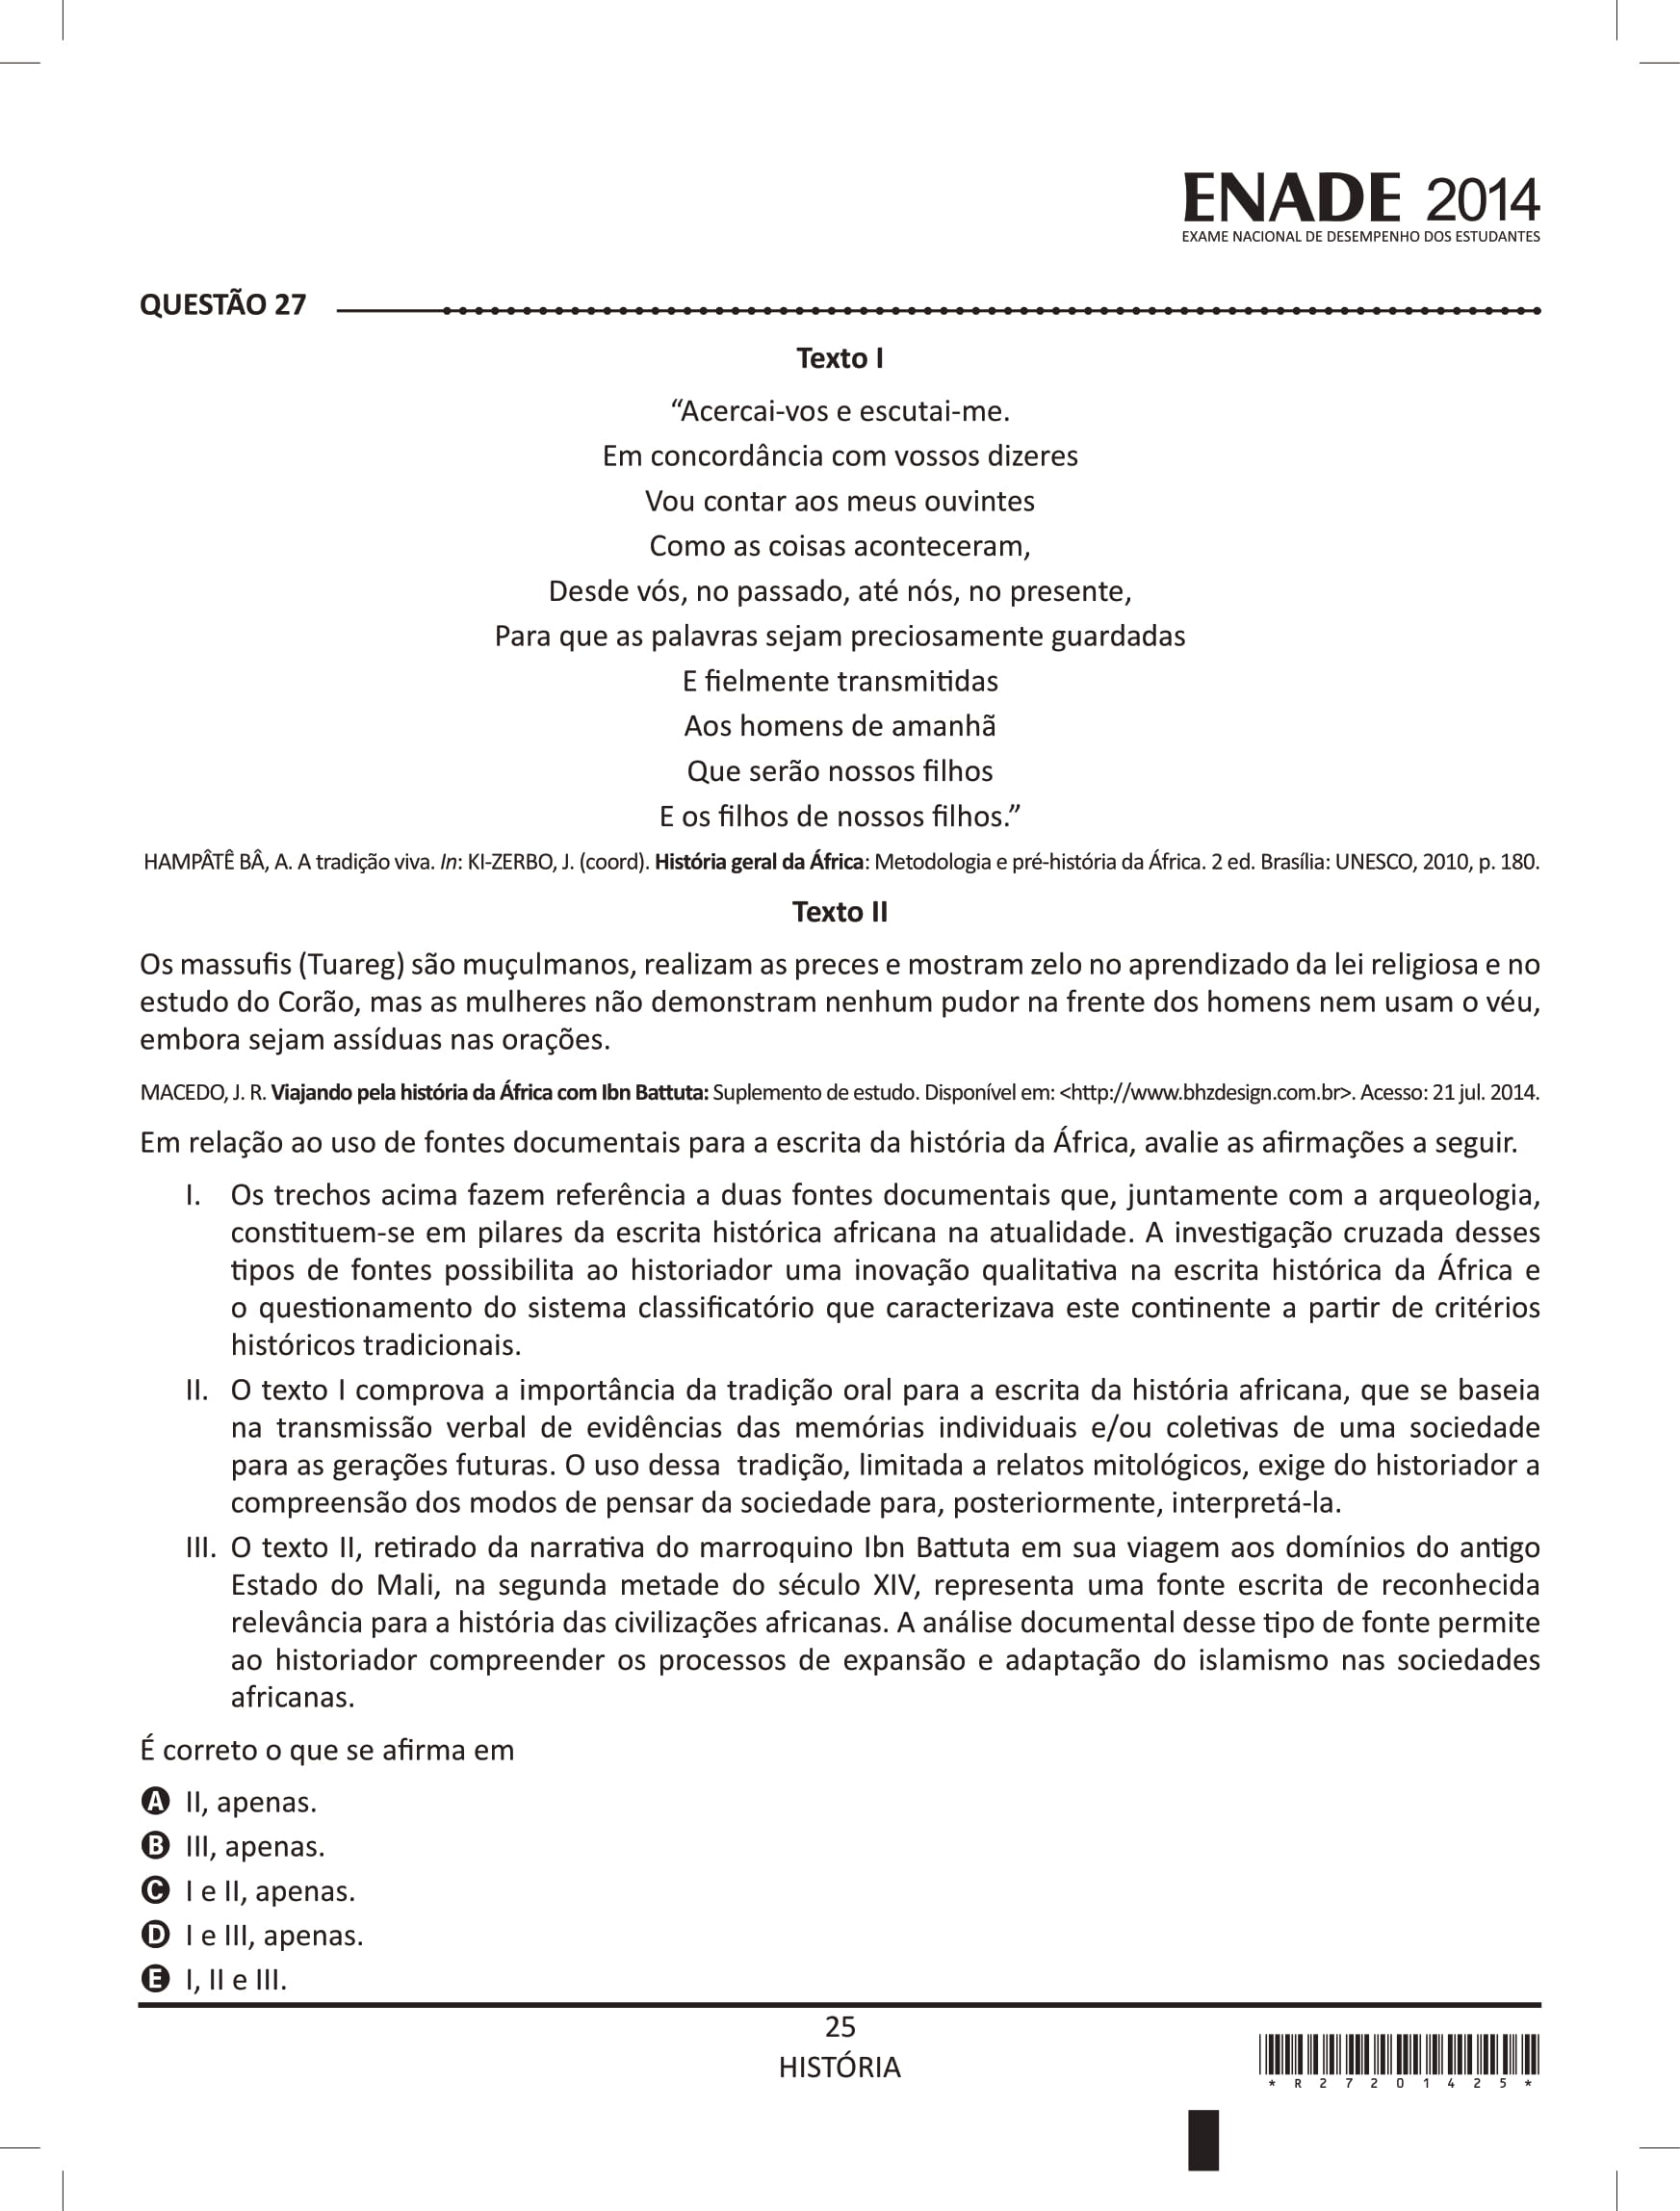 ENADE 2014
EXAME NACIONAL DE DESEMPENHO DOS ESTUDANTES
QUESTÃO 27
Texto I
“Acercai-vos e escutai-me.
Em concordância com vossos dizeres
Vou contar aos meus ouvintes
Como as coisas aconteceram,
Desde vós, no passado, até nós, no presente,
Para que as palavras sejam preciosamente guardadas
E fielmente transmitidas
Aos homens de amanhã
Que serão nossos filhos
E os filhos de nossos filhos.”
HAMPÂTÊ BÂ, A. A tradição viva. In: KI-ZERBO, J. (coord). História geral da África: Metodologia e pré-história da África. 2 ed. Brasília: UNESCO, 2010, p. 180.
Texto II
Os massufis (Tuareg) são muçulmanos, realizam as preces e mostram zelo no aprendizado da lei religiosa e no
estudo do Corão, mas as mulheres não demonstram nenhum pudor na frente dos homens nem usam o véu,
embora sejam assíduas nas orações.
MACEDO, J. R. Viajando pela história da África com Ibn Battuta: Suplemento de estudo. Disponível em: <http://www.bhzdesign.com.br>. Acesso: 21 jul. 2014.
Em relação ao uso de fontes documentais para a escrita da história da África, avalie as afirmações a seguir.
I. Os trechos acima fazem referência a duas fontes documentais que, juntamente com a arqueologia,
constituem-se em pilares da escrita histórica africana na atualidade. A investigação cruzada desses
tipos de fontes possibilita ao historiador uma inovação qualitativa na escrita histórica da África e
o questionamento do sistema classificatório que caracterizava este continente a partir de critérios
históricos tradicionais.
II. O texto I comprova a importância da tradição oral para a escrita da história africana, que se baseia
na transmissão verbal de evidências das memórias individuais e/ou coletivas de uma sociedade
para as gerações futuras. O uso dessa tradição, limitada a relatos mitológicos, exige do historiador a
compreensão dos modos de pensar da sociedade para, posteriormente, interpretá-la.
III. O texto II, retirado da narrativa do marroquino Ibn Battuta em sua viagem aos domínios do antigo
Estado do Mali, na segunda metade do século XIV, representa uma fonte escrita de reconhecida
relevância para a história das civilizações africanas. A análise documental desse tipo de fonte permite
ao historiador compreender os processos de expansão e adaptação do islamismo nas sociedades
africanas.
É correto o que se afirma em
A II, apenas.
B III, apenas.
C I e II, apenas.
D I e III, apenas.
E I, II e III.
25
HISTÓRIA
* R 2 7 2 0 1 4 2 5 *